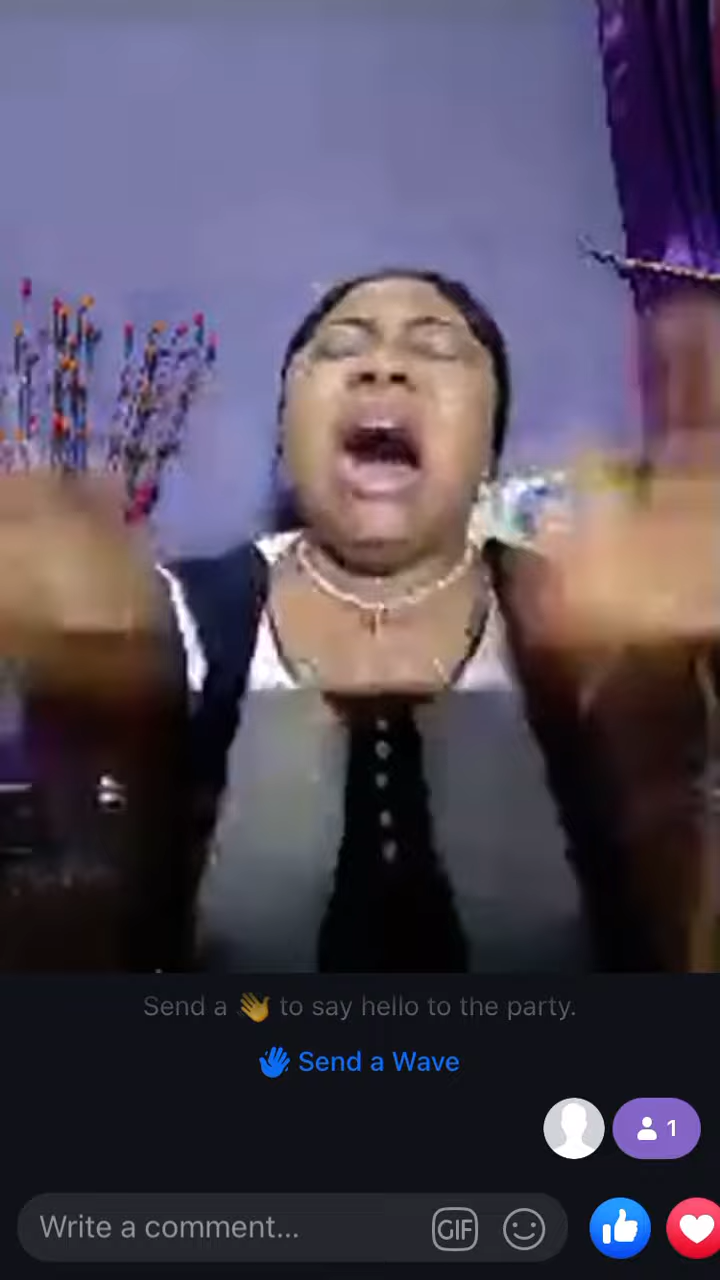 Send a 👋 to say hello to the party.
Send a Wave
1
Write a comment...
GIF